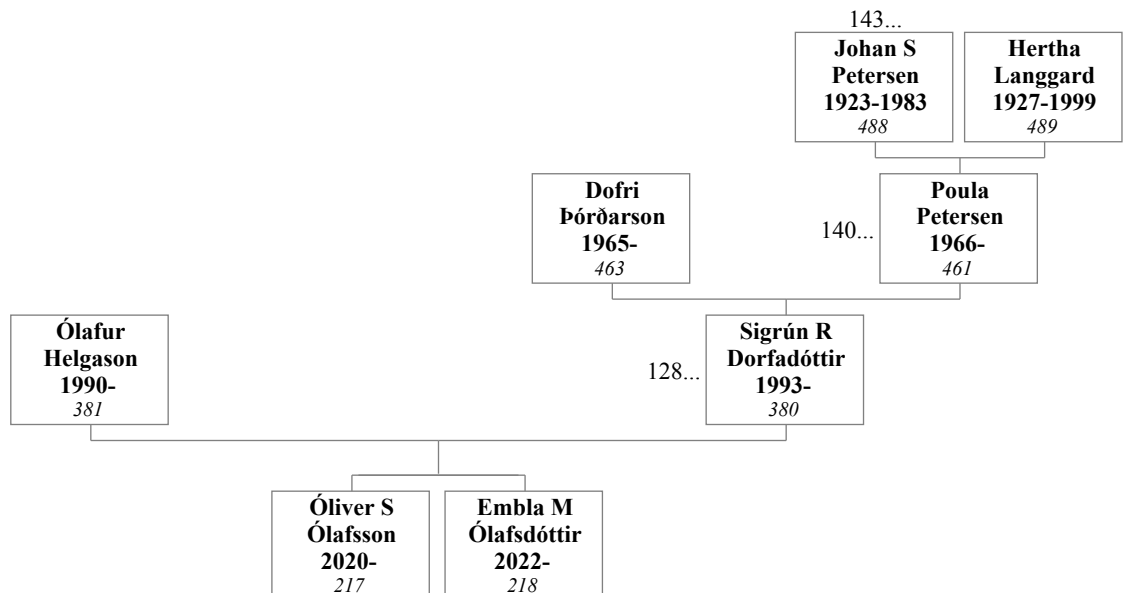 143...
Johan S
Petersen
1923-1983
488
Hertha
Langgard
1927-1999
489
Dofri
Þórðarson
1965-
463
140...
Poula
Petersen
1966-
461
Ólafur
Helgason
1990-
381
128...
Sigrún R
Dorfadóttir
1993-
380
Óliver S
Ólafsson
2020-
217
Embla M
Ólafsdóttir
2022-
218